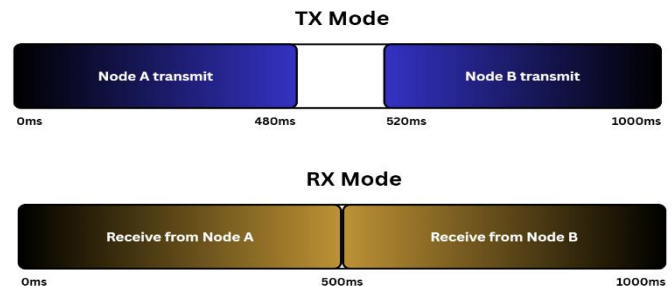 TX Mode
Node A transmit
Node B transmit
0ms
480ms
520ms
1000ms
RX Mode
Receive from Node A
Receive from Node B
0ms
500ms
1000ms